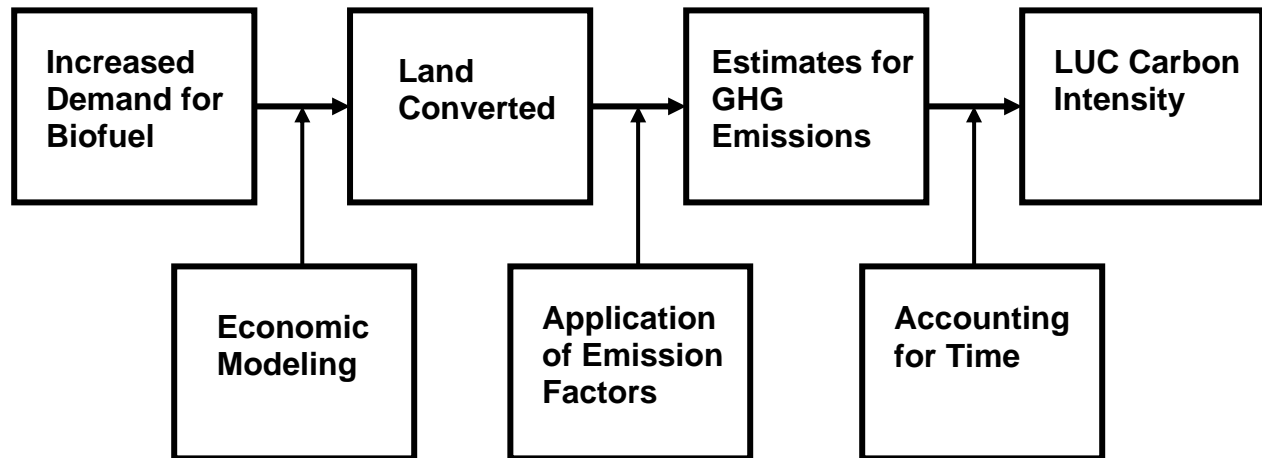 Increased
Demand for
Biofuel
Land
Converted
Estimates for
GHG
Emissions
LUC Carbon
Intensity
Economic
Modeling
Application
of Emission
Factors
Accounting
for Time